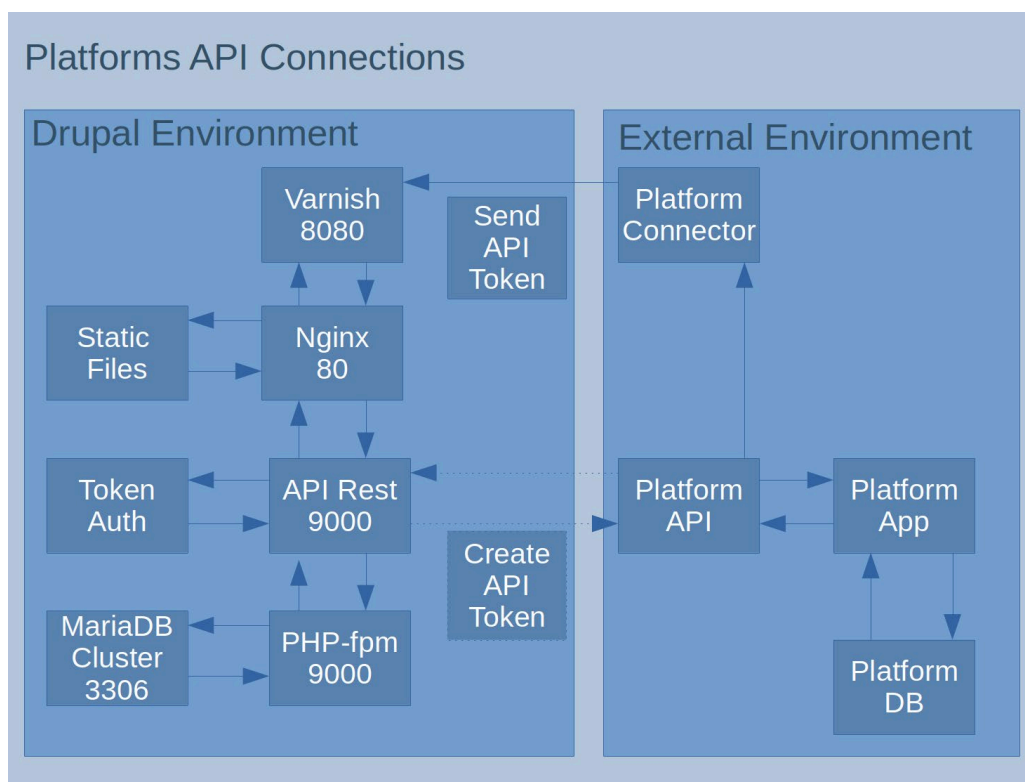 Platforms API Connections
Drupal Environment
External Environment
Varnish
8080
Send
API
Token
Platform
Connector
Static
Files
Nginx
80
Token
Auth
API Rest
9000
Create
API
Token
Platform
API
Platform
App
MariaDB
Cluster
3306
PHP-fpm
9000
Platform
DB